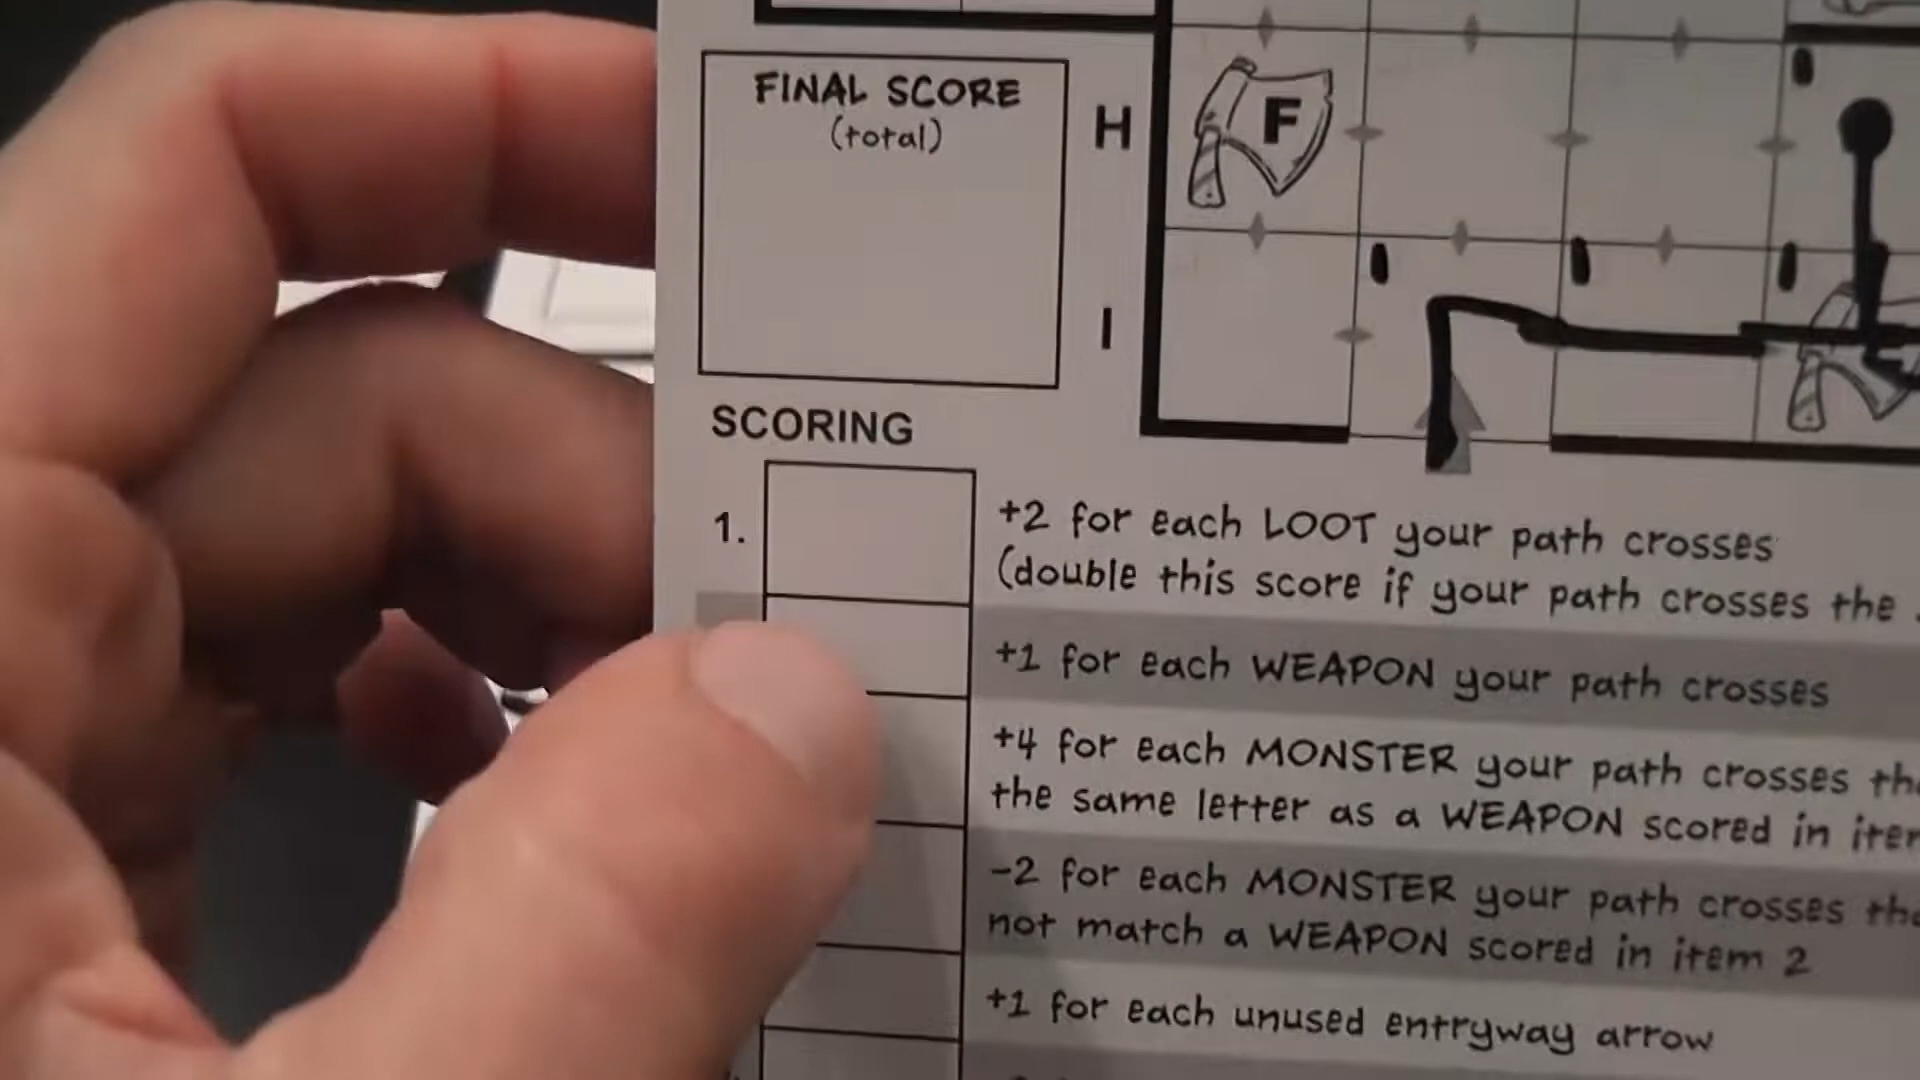 FINAL SCORE
(total)
H
F
I
SCORING
1.
+2 for each LOOT your path crosses
(double this score if your path crosses the
+1 for each WEAPON your path crosses
+4 for each MONSTER your path crosses
the same letter as a WEAPON scored in
-2 for each MONSTER your path crosses
not match a WEAPON scored in item 2
+1 for each unused entryway arrow